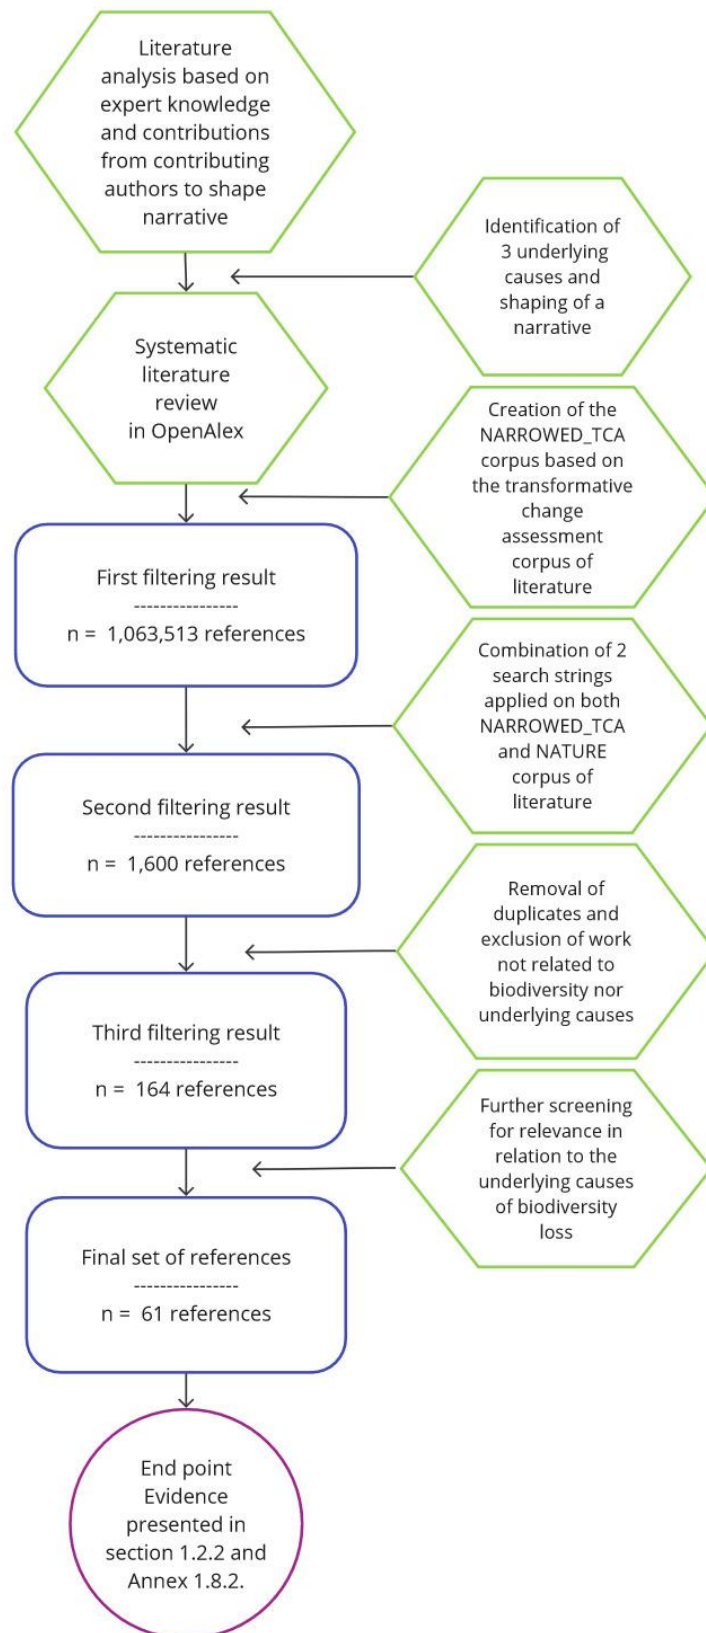 Literature
analysis based on
expert knowledge
and contributions
from contributing
authors to shape
narrative
Identification of
3 underlying
causes and
shaping of a
narrative
Systematic
literature
review
in OpenAlex
Creation of the
NARROWED_TCA
corpus based on
the transformative
change
assessment
corpus of
literature
First filtering result
----------------
n =  1,063,513 references
Combination of 2
search strings
applied on both
NARROWED_TCA
and NATURE
corpus of
literature
Second filtering result
----------------
n =  1,600 references
Removal of
duplicates and
exclusion of work
not related to
biodiversity nor
underlying causes
Third filtering result
----------------
n =  164 references
Further screening
for relevance in
relation to the
underlying causes
of biodiversity
loss
Final set of references
----------------
n =  61 references
End point
Evidence
presented in
section 1.2.2 and
Annex 1.8.2.